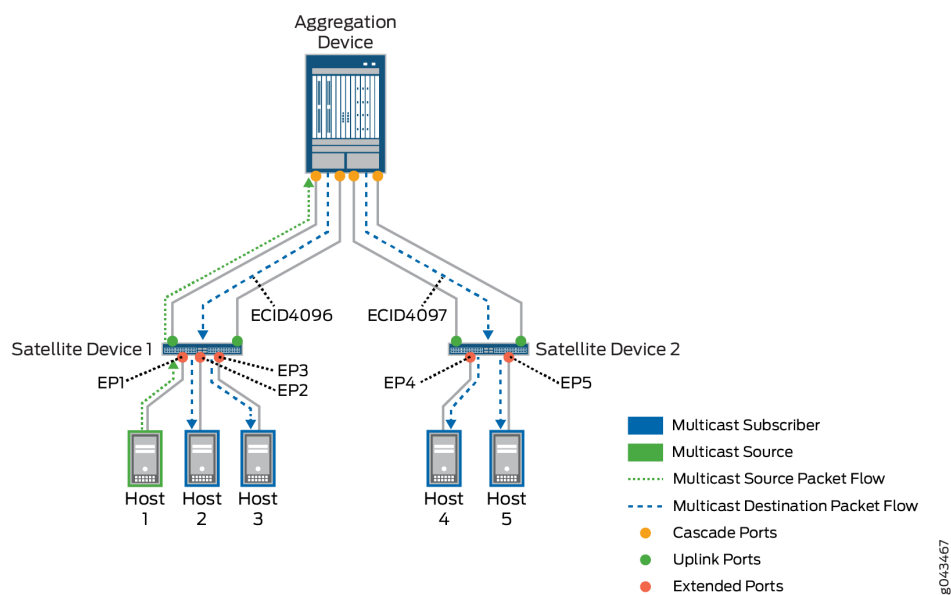 Aggregation
Device
ECID4096
ECID4097
Satellite Device 1
Satellite Device 2
EP1
EP3
EP2
EP4
EP5
Host
1
Host
2
Host
3
Host
4
Host
5
Multicast Subscriber
Multicast Source
Multicast Source Packet Flow
Multicast Destination Packet Flow
Cascade Ports
Uplink Ports
Extended Ports
g043467